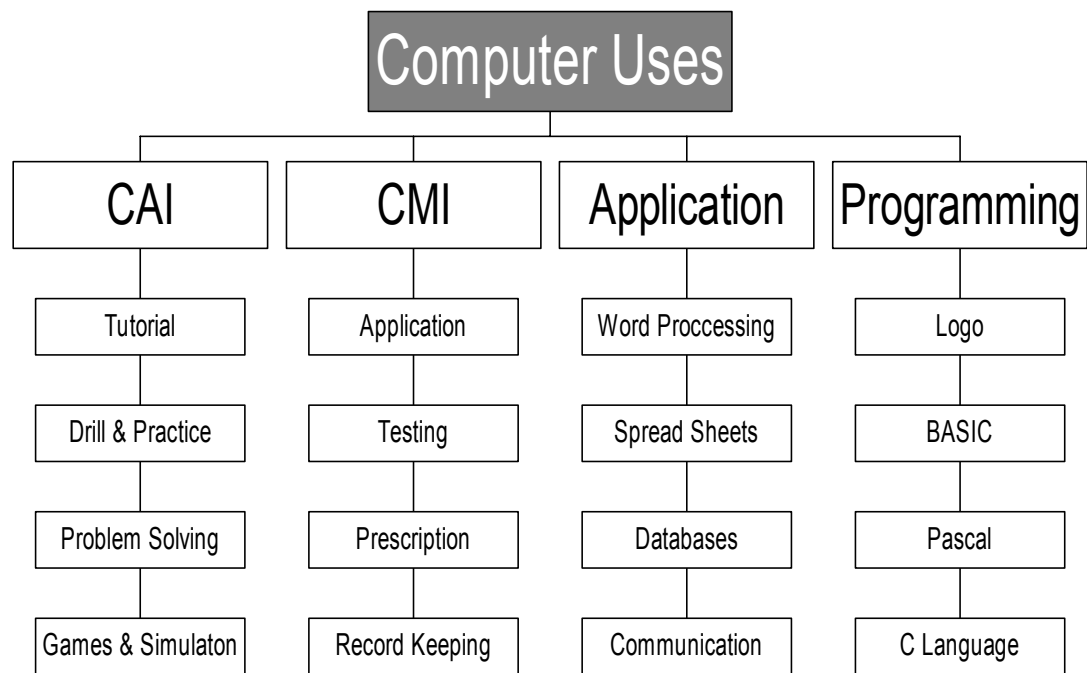 Computer Uses
CAI
CMI
Application
Programming
Tutorial
Application
Word Proccessing
Logo
Drill & Practice
Testing
Spread Sheets
BASIC
Problem Solving
Prescription
Databases
Pascal
Games & Simulaton
Record Keeping
Communication
C Language